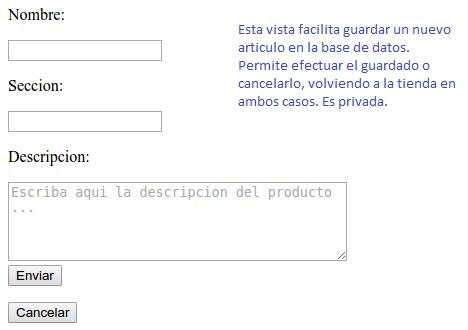 Nombre:
Esta vista facilita guardar un nuevo
articulo en la base de datos.
Permite efectuar el guardado o
cancelarlo, volviendo a la tienda en
ambos casos. Es privada.
Seccion:
Descripcion:
Escriba aqui la descripcion del producto
...
Enviar
Cancelar